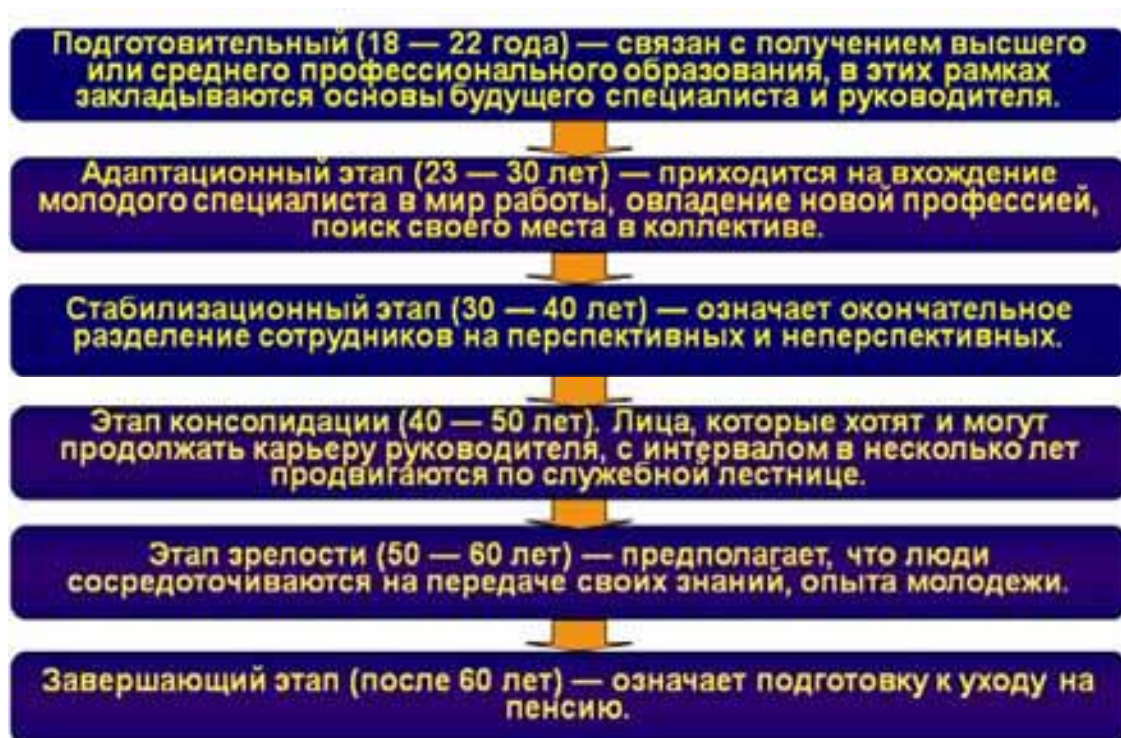 Подготовительный (18 — 22 года) — связан с получением высшего
или среднего профессионального образования, в этих рамках
закладываются основы будущего специалиста и руководителя.
Адаптационный этап (23 — 30 лет) — приходится на вхождение
молодого специалиста в мир работы, овладение новой профессией,
поиск своего места в коллективе.
Стабилизационный этап (30 — 40 лет) — означает окончательное
разделение сотрудников на перспективных и неперспективных.
Этап консолидации (40 — 50 лет). Лица, которые хотят и могут
продолжать карьеру руководителя, с интервалом в несколько лет
продвигаются по служебной лестнице.
Этап зрелости (50 — 60 лет) — предполагает, что люди
сосредоточиваются на передаче своих знаний, опыта молодежи.
Завершающий этап (после 60 лет) — означает подготовку к уходу на
пенсию.